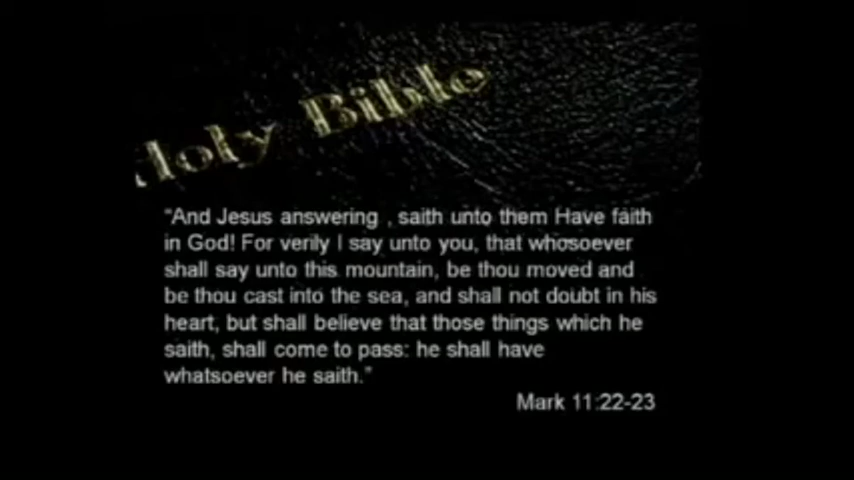 Holy Bible
"And Jesus answering , saith unto them Have faith
in God! For verily I say unto you, that whosoever
shall say unto this mountain, be thou moved and
be thou cast into the sea, and shall not doubt in his
heart, but shall believe that those things which he
saith, shall come to pass: he shall have
whatsoever he saith."
Mark 11:22-23